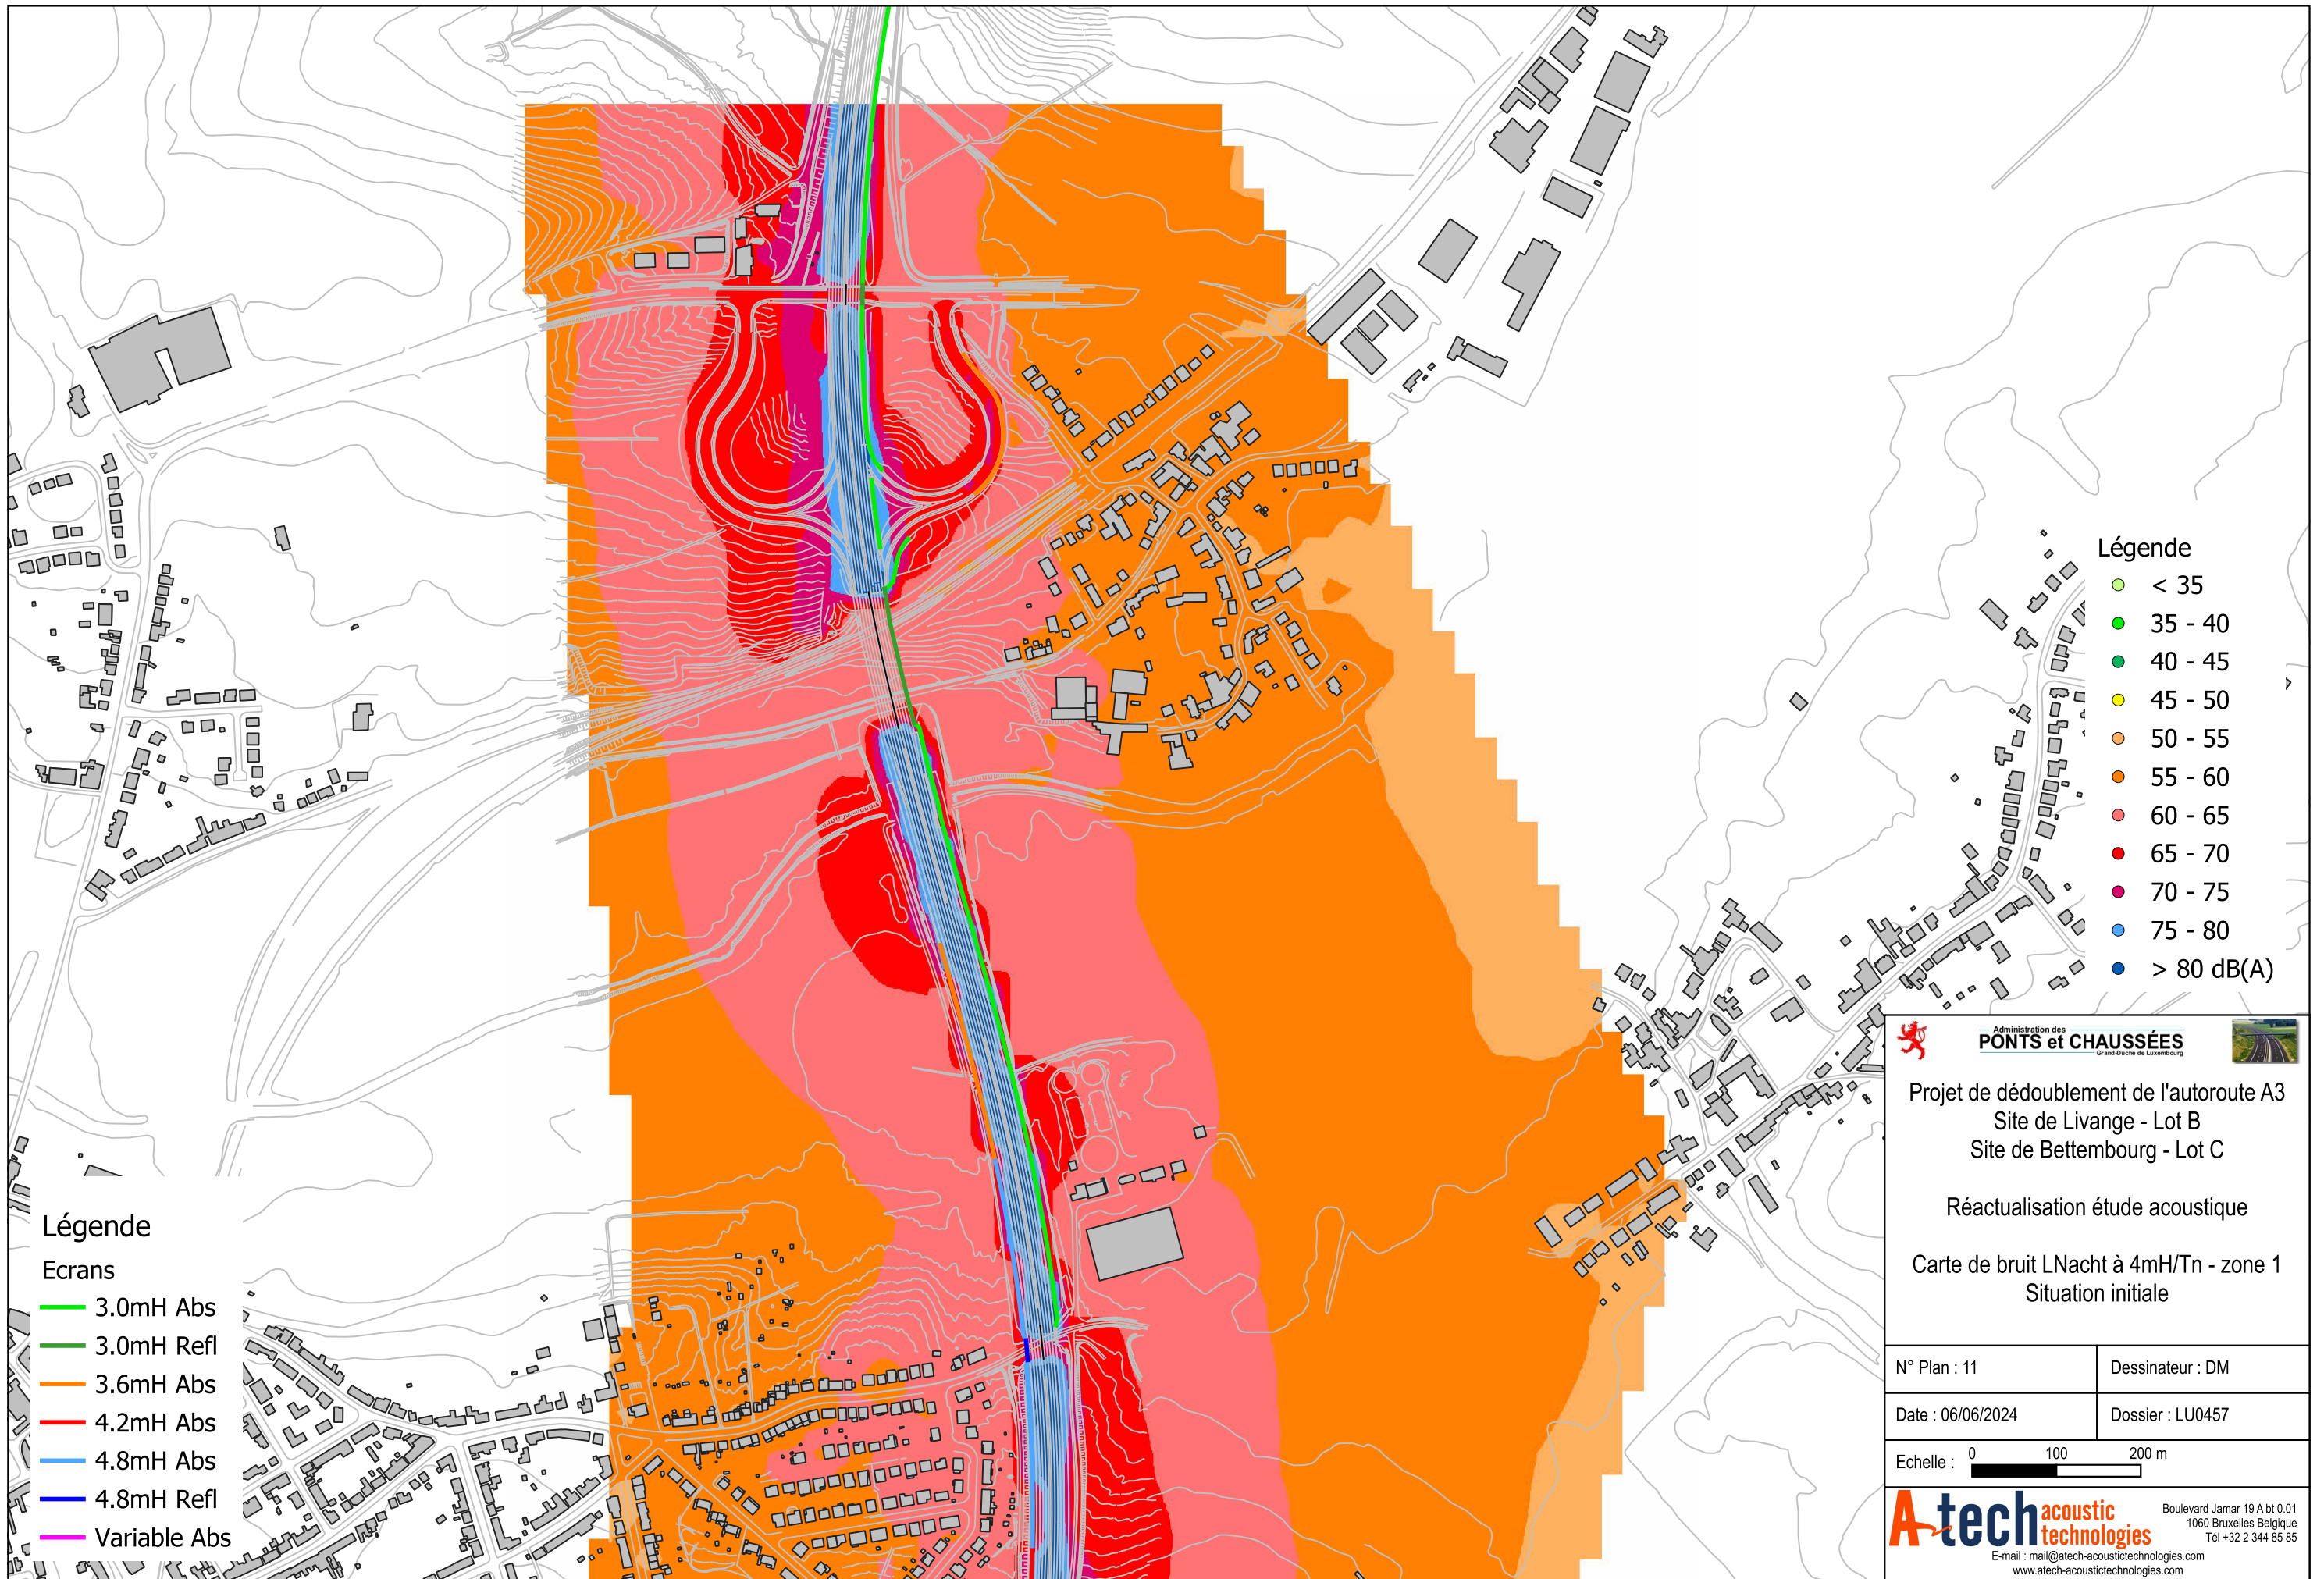 Légende
< 35
35 - 40
40 - 45
45 - 50
50 - 55
55 - 60
60 - 65
65 - 70
70 - 75
75 - 80
> 80 dB(A)
Légende
Ecrans
3.0mH Abs
3.0mH Refl
3.6mH Abs
4.2mH Abs
4.8mH Abs
4.8mH Refl
Variable Abs
Administration des
PONTS et CHAUSSÉES
Grand-Duché de Luxembourg
Projet de dédoublement de l'autoroute A3
Site de Livange - Lot B
Site de Bettembourg - Lot C
Réactualisation étude acoustique
Carte de bruit LNacht à 4mH/Tn - zone 1
Situation initiale
N° Plan : 11
Dessinateur : DM
Date : 06/06/2024
Dossier : LU0457
Echelle :
0 100 200 m
A-tech acoustic technologies
Boulevard Jamar 19 A bt 0.01
1060 Bruxelles Belgique
Tél +32 2 344 85 85
E-mail : mail@atech-acoustictechnologies.com
www.atech-acoustictechnologies.com